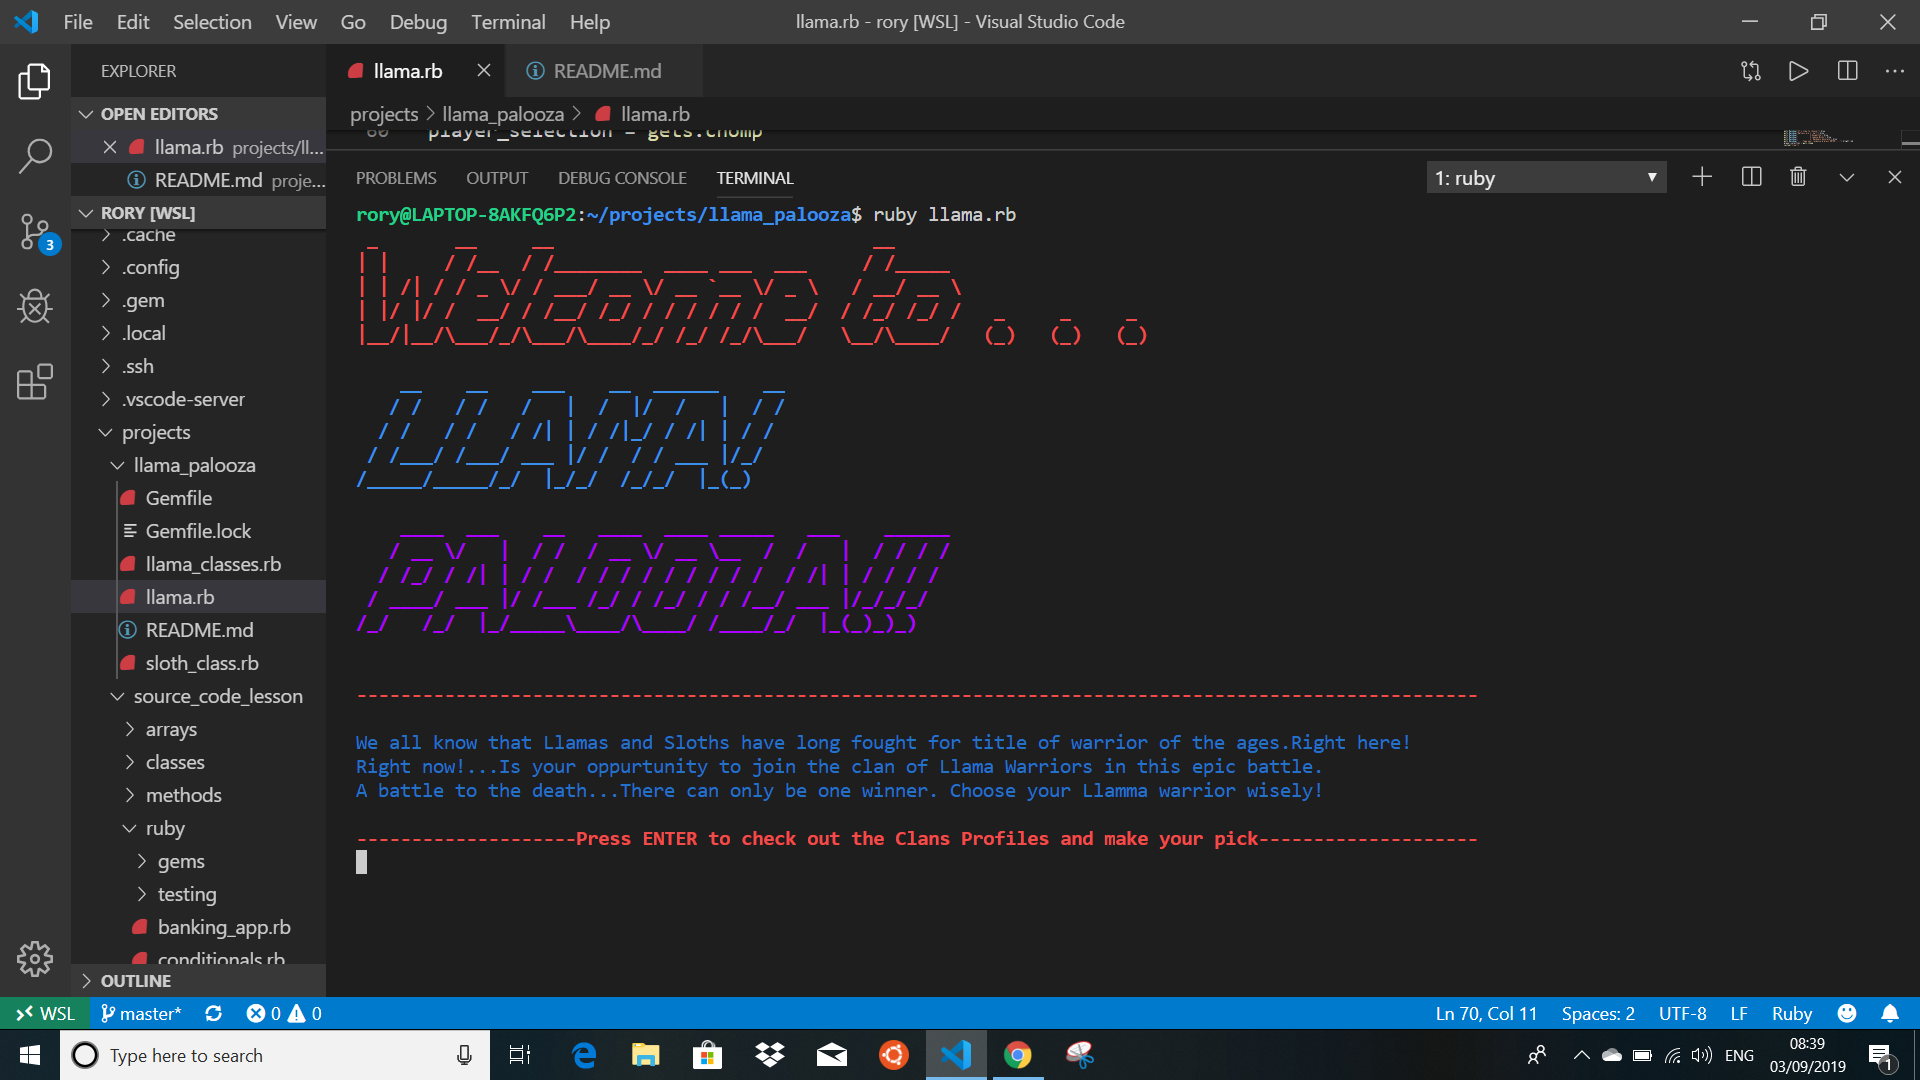 File Edit Selection View Go Debug Terminal Help
llama.rb - rory [WSL] - Visual Studio Code
EXPLORER
OPEN EDITORS
llama.rb projects/ll...
README.md proje...
RORY [WSL]
.cache
.config
.gem
.local
.ssh
.vscode-server
projects
llama_palooza
Gemfile
Gemfile.lock
llama_classes.rb
llama.rb
README.md
sloth_class.rb
source_code_lesson
arrays
classes
methods
ruby
gems
testing
banking_app.rb
conditionals.rb
OUTLINE
3
llama.rb
README.md
projects > llama_palooza > llama.rb
player_selection = gets.chomp
PROBLEMS OUTPUT DEBUG CONSOLE TERMINAL
1: ruby
rory@LAPTOP-8AKFQ6P2:~/projects/llama_palooza$ ruby llama.rb
Welcome to...
LLAMA!
PALOOZA!!!
We all know that Llamas and Sloths have long fought for title of warrior of the ages.Right here!
Right now!...Is your oppurtunity to join the clan of Llama Warriors in this epic battle.
A battle to the death...There can only be one winner. Choose your Llamma warrior wisely!
--------------------Press ENTER to check out the Clans Profiles and make your pick--------------------
WSL master* 0 0
Ln 70, Col 11 Spaces: 2 UTF-8 LF Ruby
Type here to search
ENG
08:39
03/09/2019
1